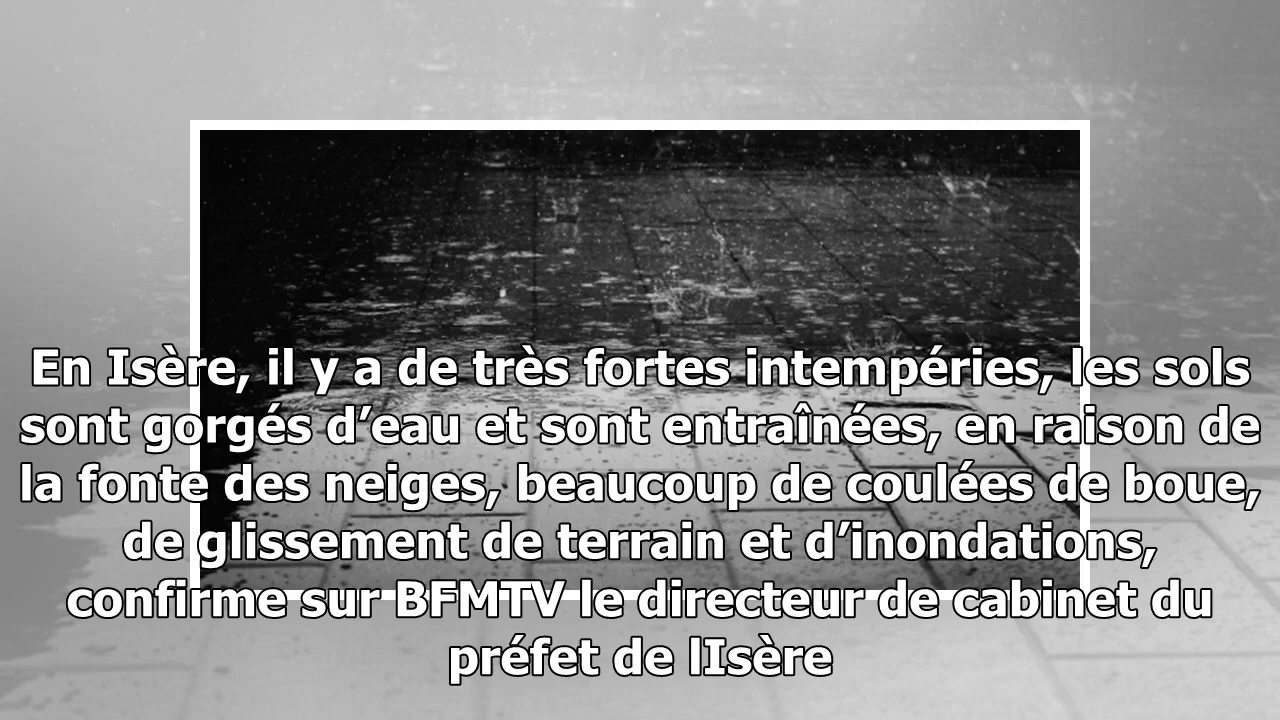 En Isère, il y a de très fortes intempéries, les sols
sont gorgés d’eau et sont entraînées, en raison de
la fonte des neiges, beaucoup de coulées de boue,
de glissement de terrain et d’inondations,
confirme sur BFMTV le directeur de cabinet du
préfet de lIsère